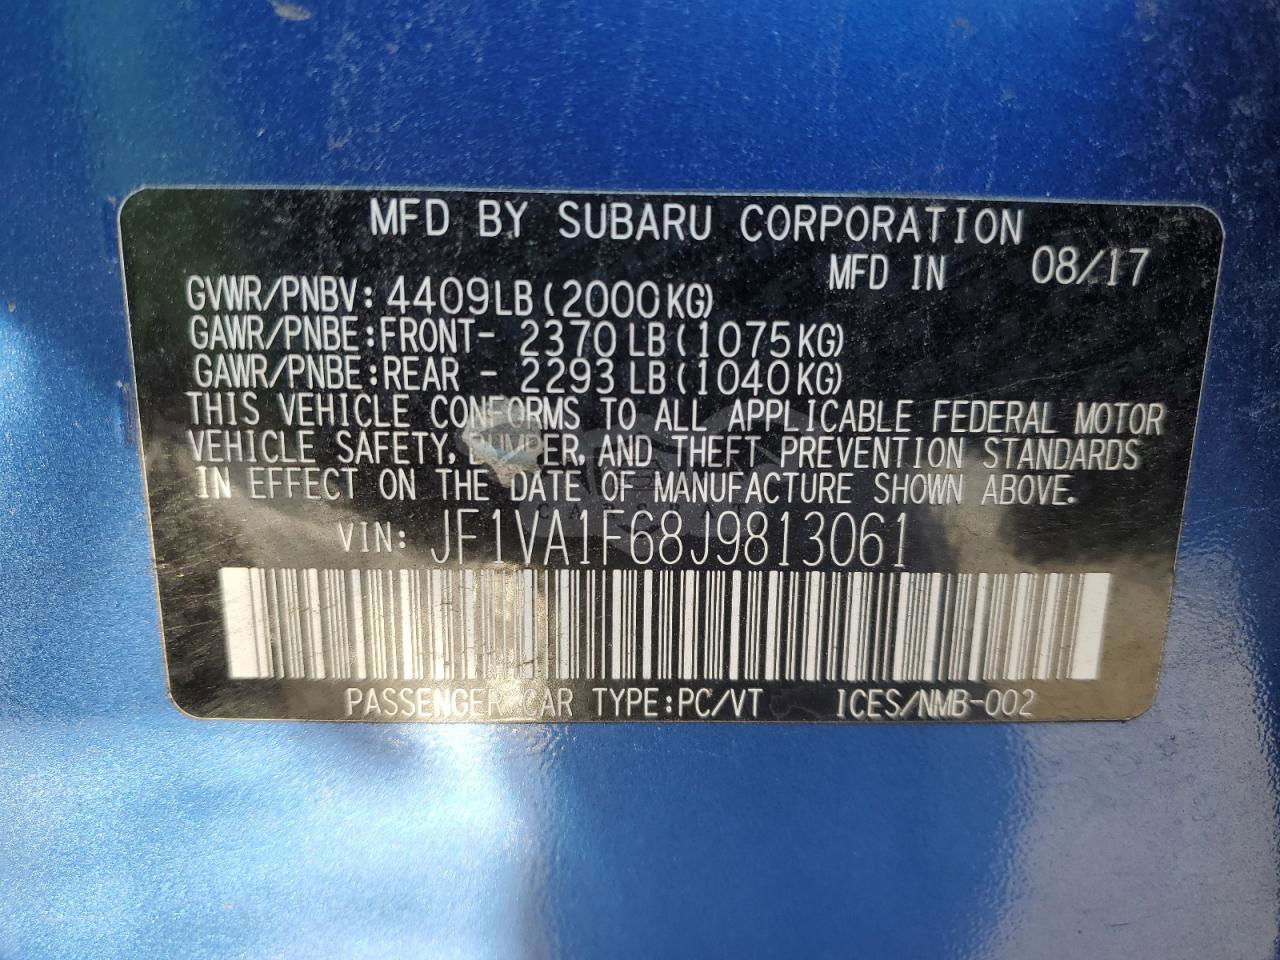 MFD BY SUBARU CORPORATION
MFD IN 08/17
GVWR/PNBV: 4409LB (2000KG)
GAWR/PNBE:FRONT- 2370LB (1075KG)
GAWR/PNBE:REAR - 2293LB (1040KG)
THIS VEHICLE CONFORMS TO ALL APPLICABLE FEDERAL MOTOR
VEHICLE SAFETY, BUMPER, AND THEFT PREVENTION STANDARDS
IN EFFECT ON THE DATE OF MANUFACTURE SHOWN ABOVE.
VIN: JF1VA1F68J9813061
PASSENGER CAR TYPE:PC/VT ICES/NMB-002